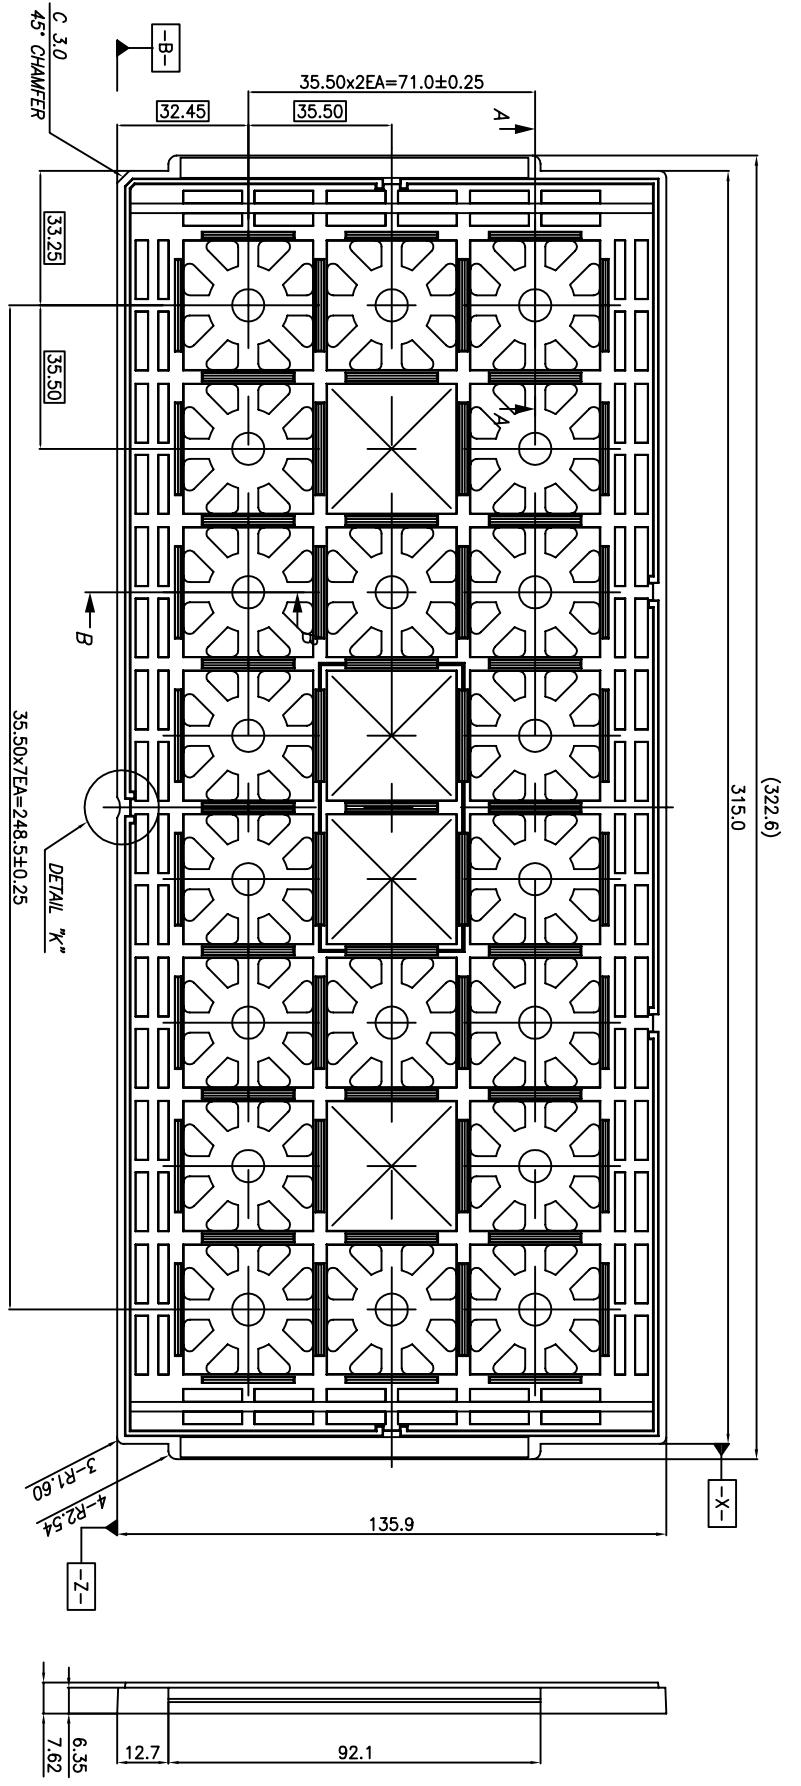 C 3.0
45° CHAMFER
-B-
35.50x2EA=71.0±0.25
32.45
35.50
A
33.25
35.50
A
B
B
(322.6)
315.0
35.50x7EA=248.5±0.25
DETAIL "K"
3-R1.60
4-R2.54
-X-
135.9
-Z-
6.35
7.62
12.7
92.1